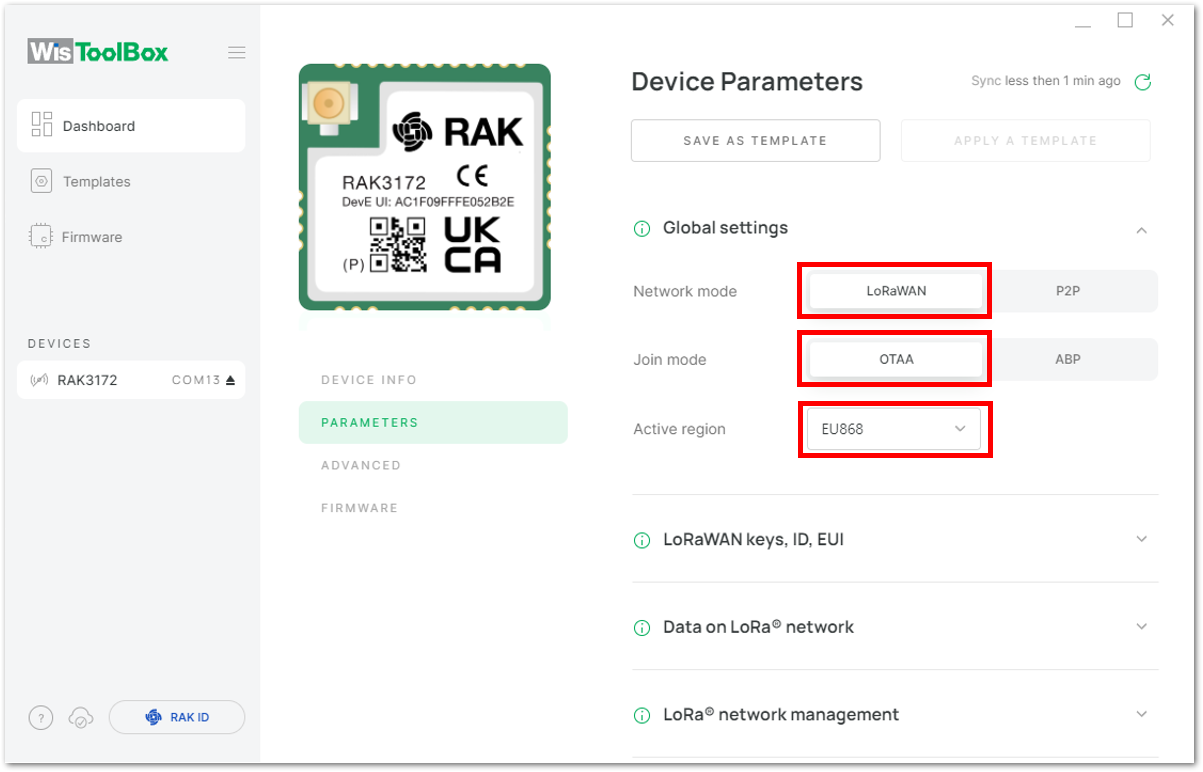 WisToolBox
Dashboard
Templates
Firmware
DEVICES
RAK3172 COM13
?
RAK ID
RAK
RAK3172 CE
DevE UI: AC1F09FFFE052B2E
(P)
UK
CA
DEVICE INFO
PARAMETERS
ADVANCED
FIRMWARE
Device Parameters
Sync less then 1 min ago
SAVE AS TEMPLATE
APPLY A TEMPLATE
Global settings
Network mode LoRaWAN P2P
Join mode OTAA ABP
Active region EU868
LoRaWAN keys, ID, EUI
Data on LoRa® network
LoRa® network management